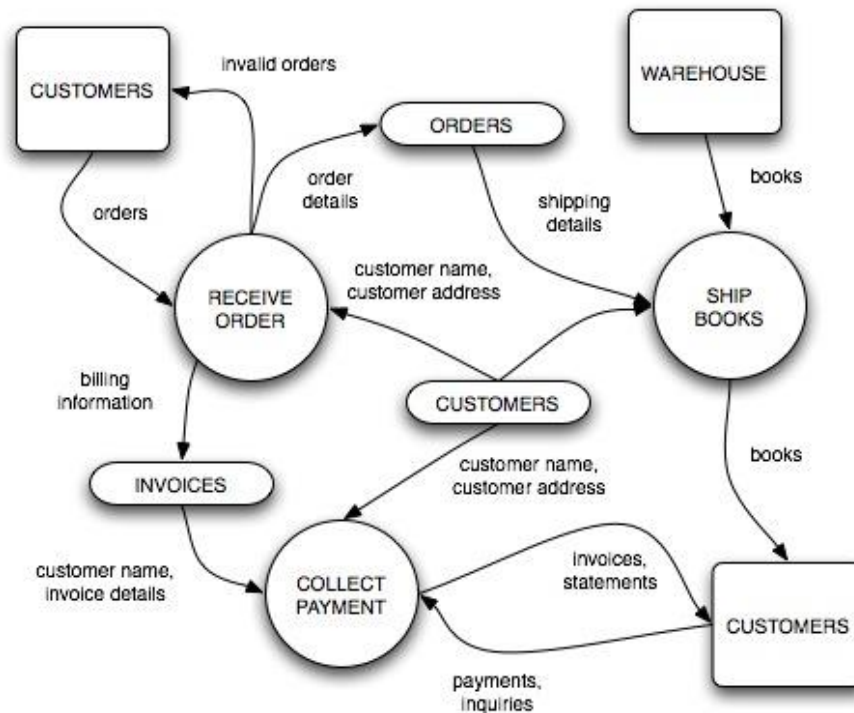 CUSTOMERS
invalid orders
WAREHOUSE
ORDERS
order
details
orders
shipping
details
books
customer name,
customer address
RECEIVE
ORDER
SHIP
BOOKS
billing
information
CUSTOMERS
INVOICES
customer name,
customer address
books
customer name,
invoice details
COLLECT
PAYMENT
invoices,
statements
CUSTOMERS
payments,
inquiries